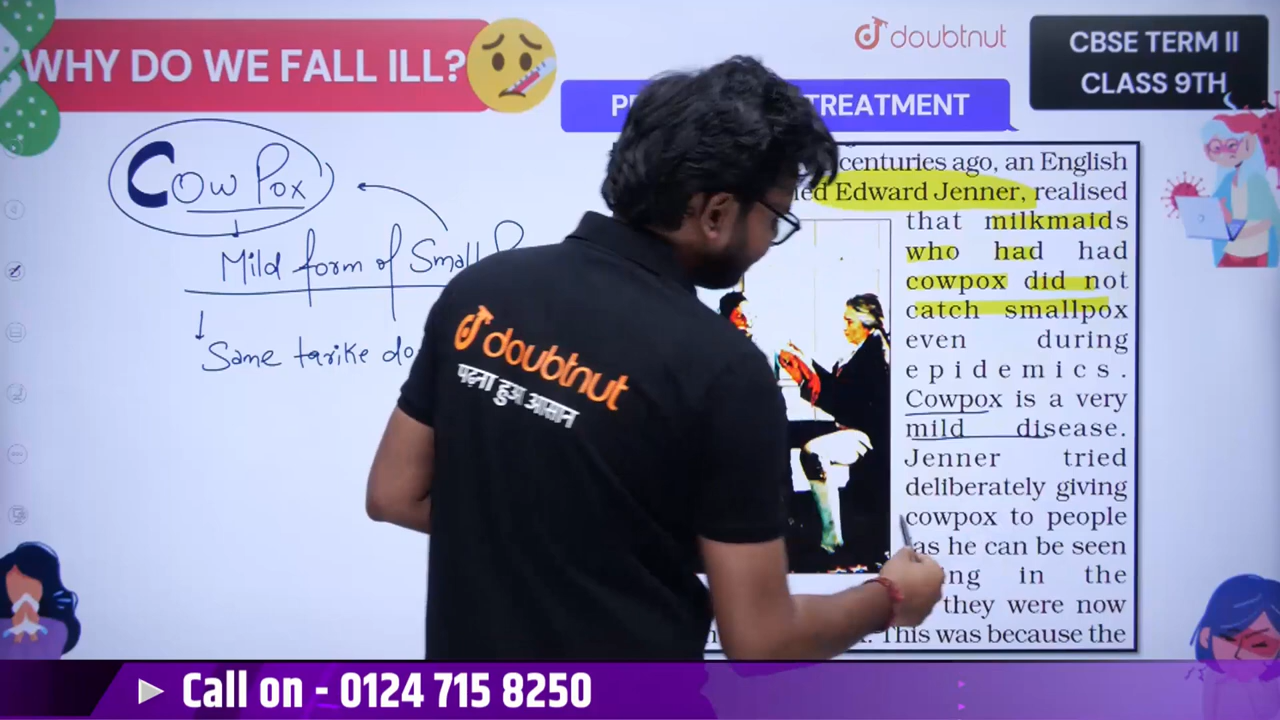 WHY DO WE FALL ILL?
doubtnut
CBSE TERM II
CLASS 9TH
TREATMENT
Cow Pox
Mild form of Small
Same tarike do
centuries ago, an English
Edward Jenner, realised
that milkmaids
who had had
cowpox did not
catch smallpox
even during
epidemics.
Cowpox is a very
mild disease.
Jenner tried
deliberately giving
cowpox to people
as he can be seen
in the
they were now
This was because the
doubtnut
पढ़ना हुआ आसान
Call on - 0124 715 8250